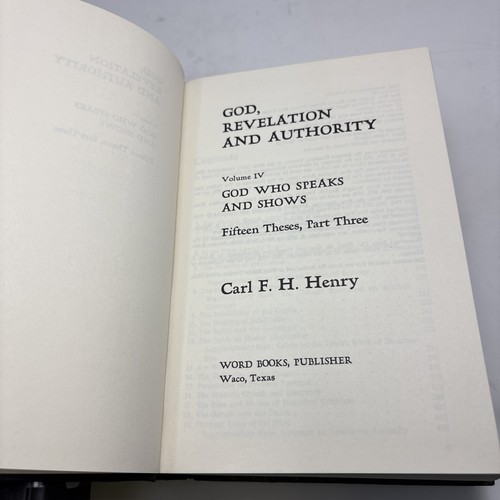 GOD,
REVELATION
AND AUTHORITY
Volume IV
GOD WHO SPEAKS
AND SHOWS
Fifteen Theses, Part Three
Carl F. H. Henry
WORD BOOKS, PUBLISHER
Waco, Texas